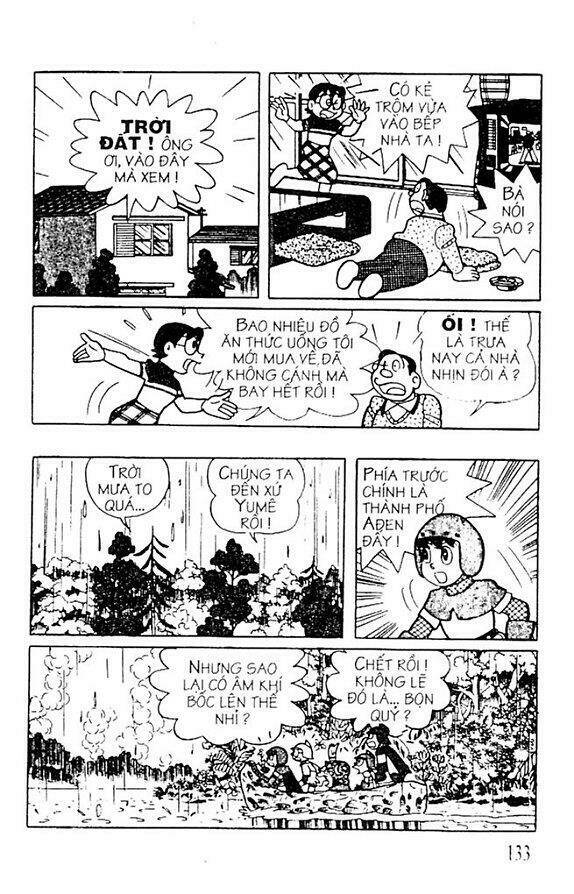 TRỜI
ĐẤT ! ÔNG
ƠI, VÀO ĐÂY
MÀ XEM !
CÓ KẺ
TRỘM VỪA
VÀO BẾP
NHÀ TA !
BÀ
NÓI
SAO ?
BAO NHIÊU ĐỒ
ĂN THỨC UỐNG TÔI
MỚI MUA VỀ, ĐÃ
KHÔNG CÁNH MÀ
BAY HẾT RỒI !
ỐI ! THẾ
LÀ TRƯA
NAY CẢ NHÀ
NHỊN ĐÓI À ?
TRỜI
MƯA TO
QUÁ...
CHÚNG TA
ĐẾN XỨ
YUMÊ
RỒI !
PHÍA TRƯỚC
CHÍNH LÀ
THÀNH PHỐ
ADEN
ĐẤY !
NHƯNG SAO
LẠI CÓ ÂM KHÍ
BỐC LÊN THẾ
NHỈ ?
CHẾT RỒI !
KHÔNG LẼ
ĐÓ LÀ... BỌN
QUỶ ?
133